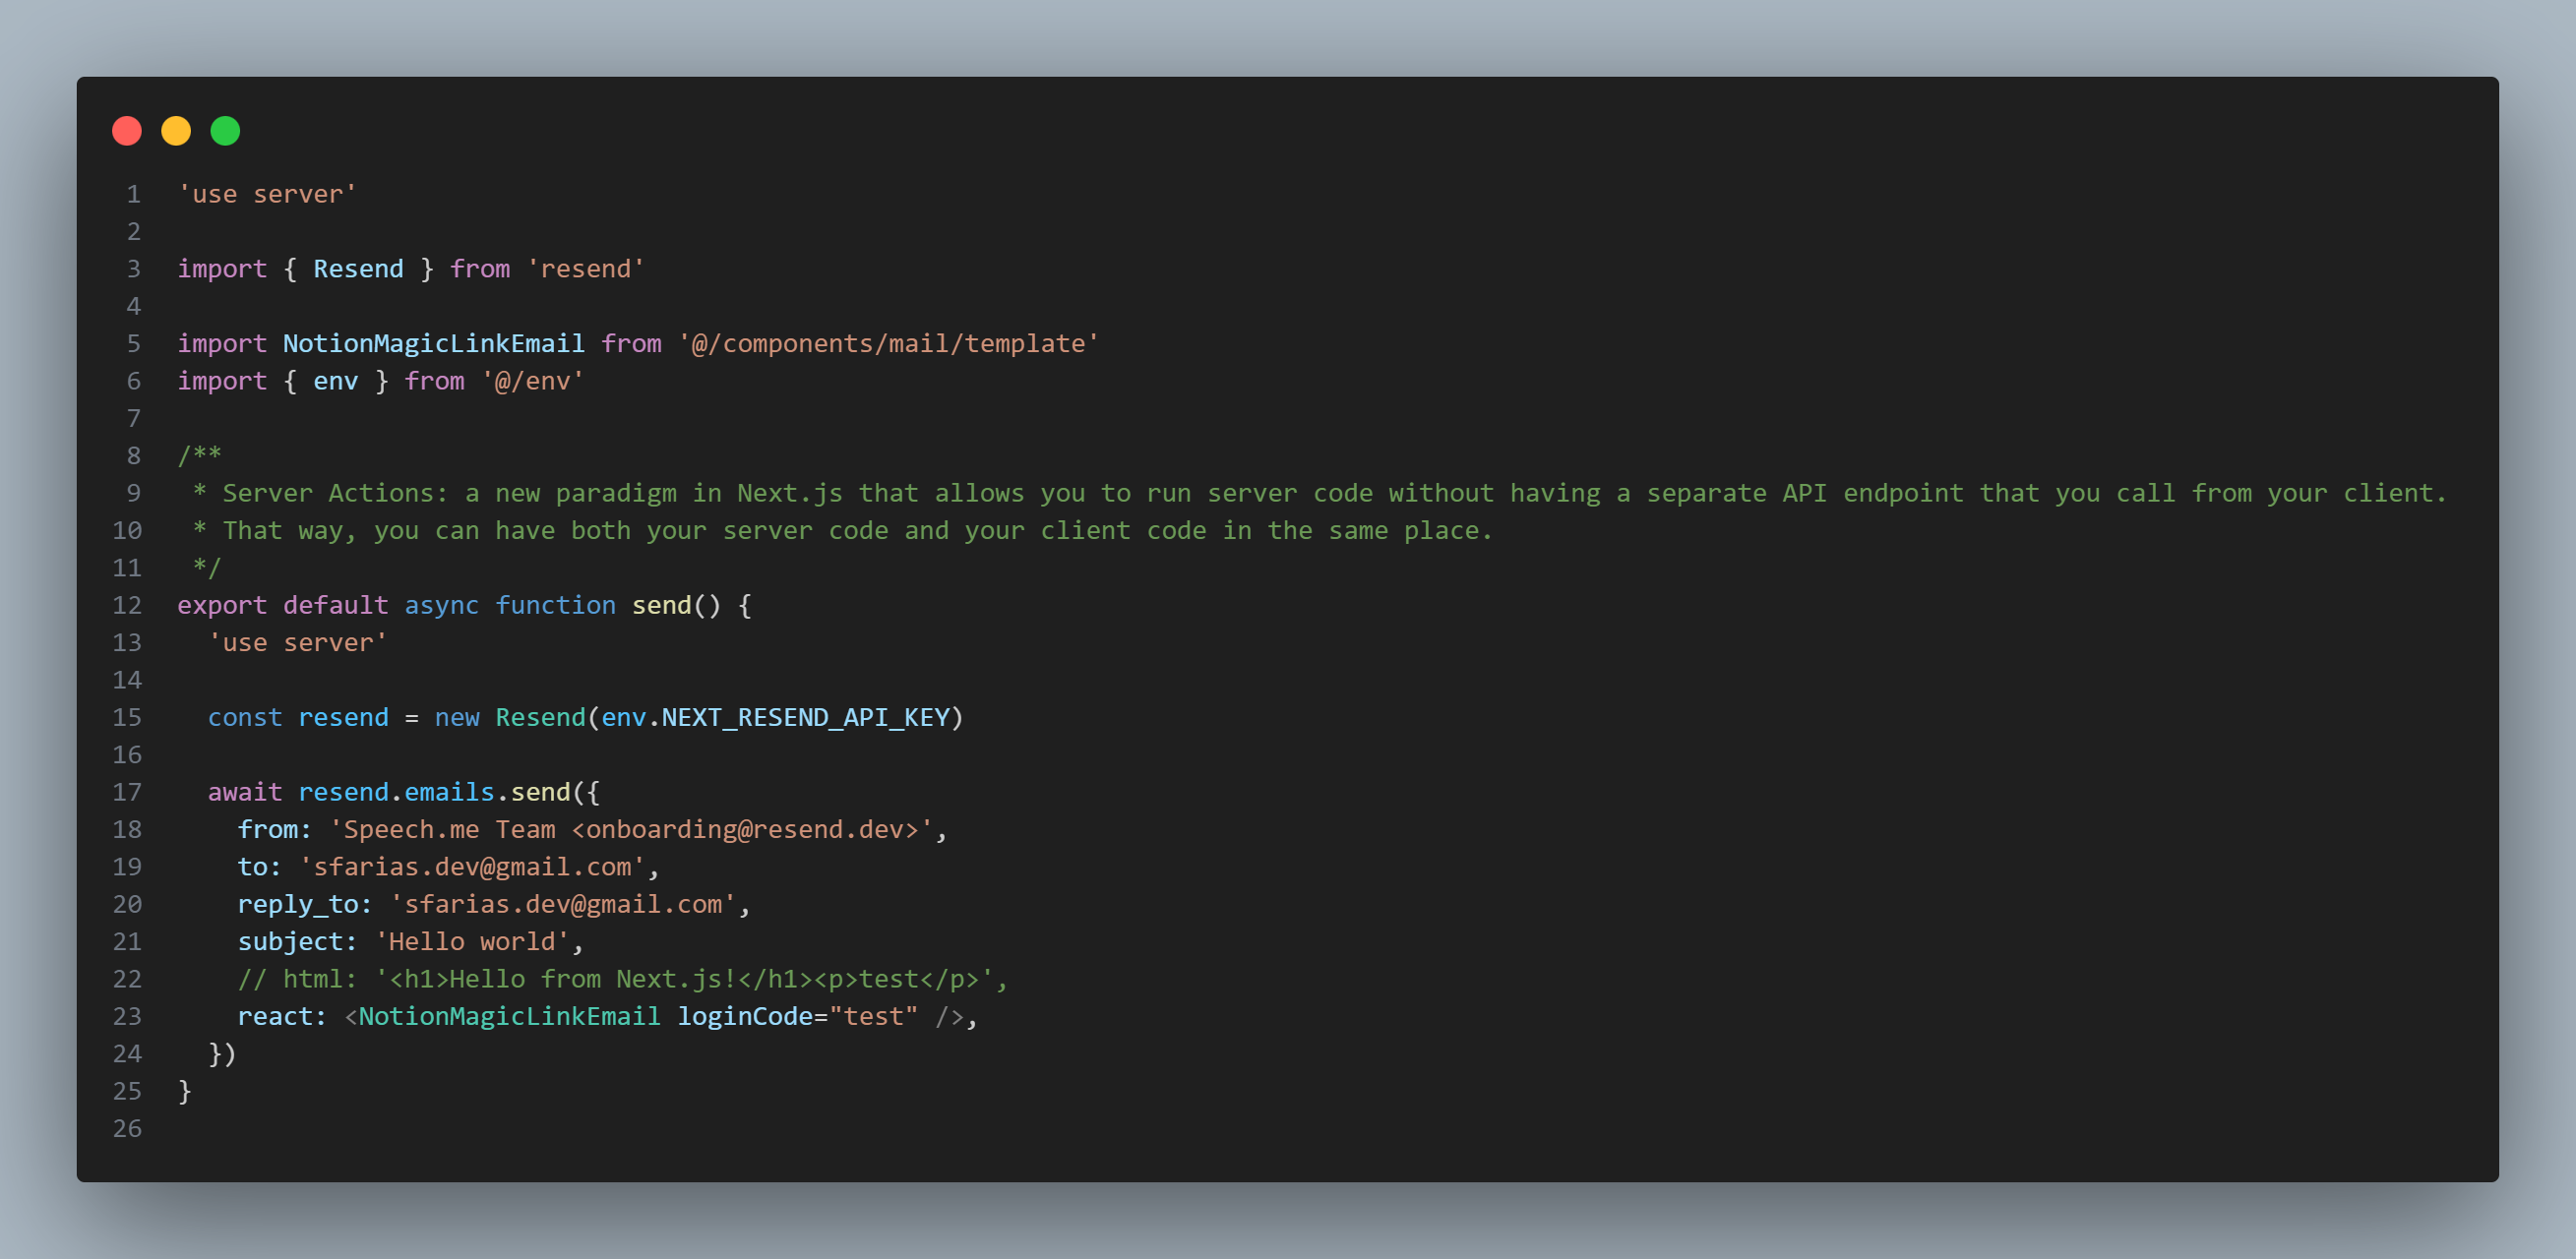 1 'use server'
2
3 import { Resend } from 'resend'
4
5 import NotionMagicLinkEmail from '@/components/mail/template'
6 import { env } from '@/env'
7
8 /**
9  * Server Actions: a new paradigm in Next.js that allows you to run server code without having a separate API endpoint that you call from your client.
10  * That way, you can have both your server code and your client code in the same place.
11  */
12 export default async function send() {
13   'use server'
14
15   const resend = new Resend(env.NEXT_RESEND_API_KEY)
16
17   await resend.emails.send({
18     from: 'Speech.me Team <onboarding@resend.dev>',
19     to: 'sfarias.dev@gmail.com',
20     reply_to: 'sfarias.dev@gmail.com',
21     subject: 'Hello world',
22     // html: '<h1>Hello from Next.js!</h1><p>test</p>',
23     react: <NotionMagicLinkEmail loginCode="test" />,
24   })
25 }
26